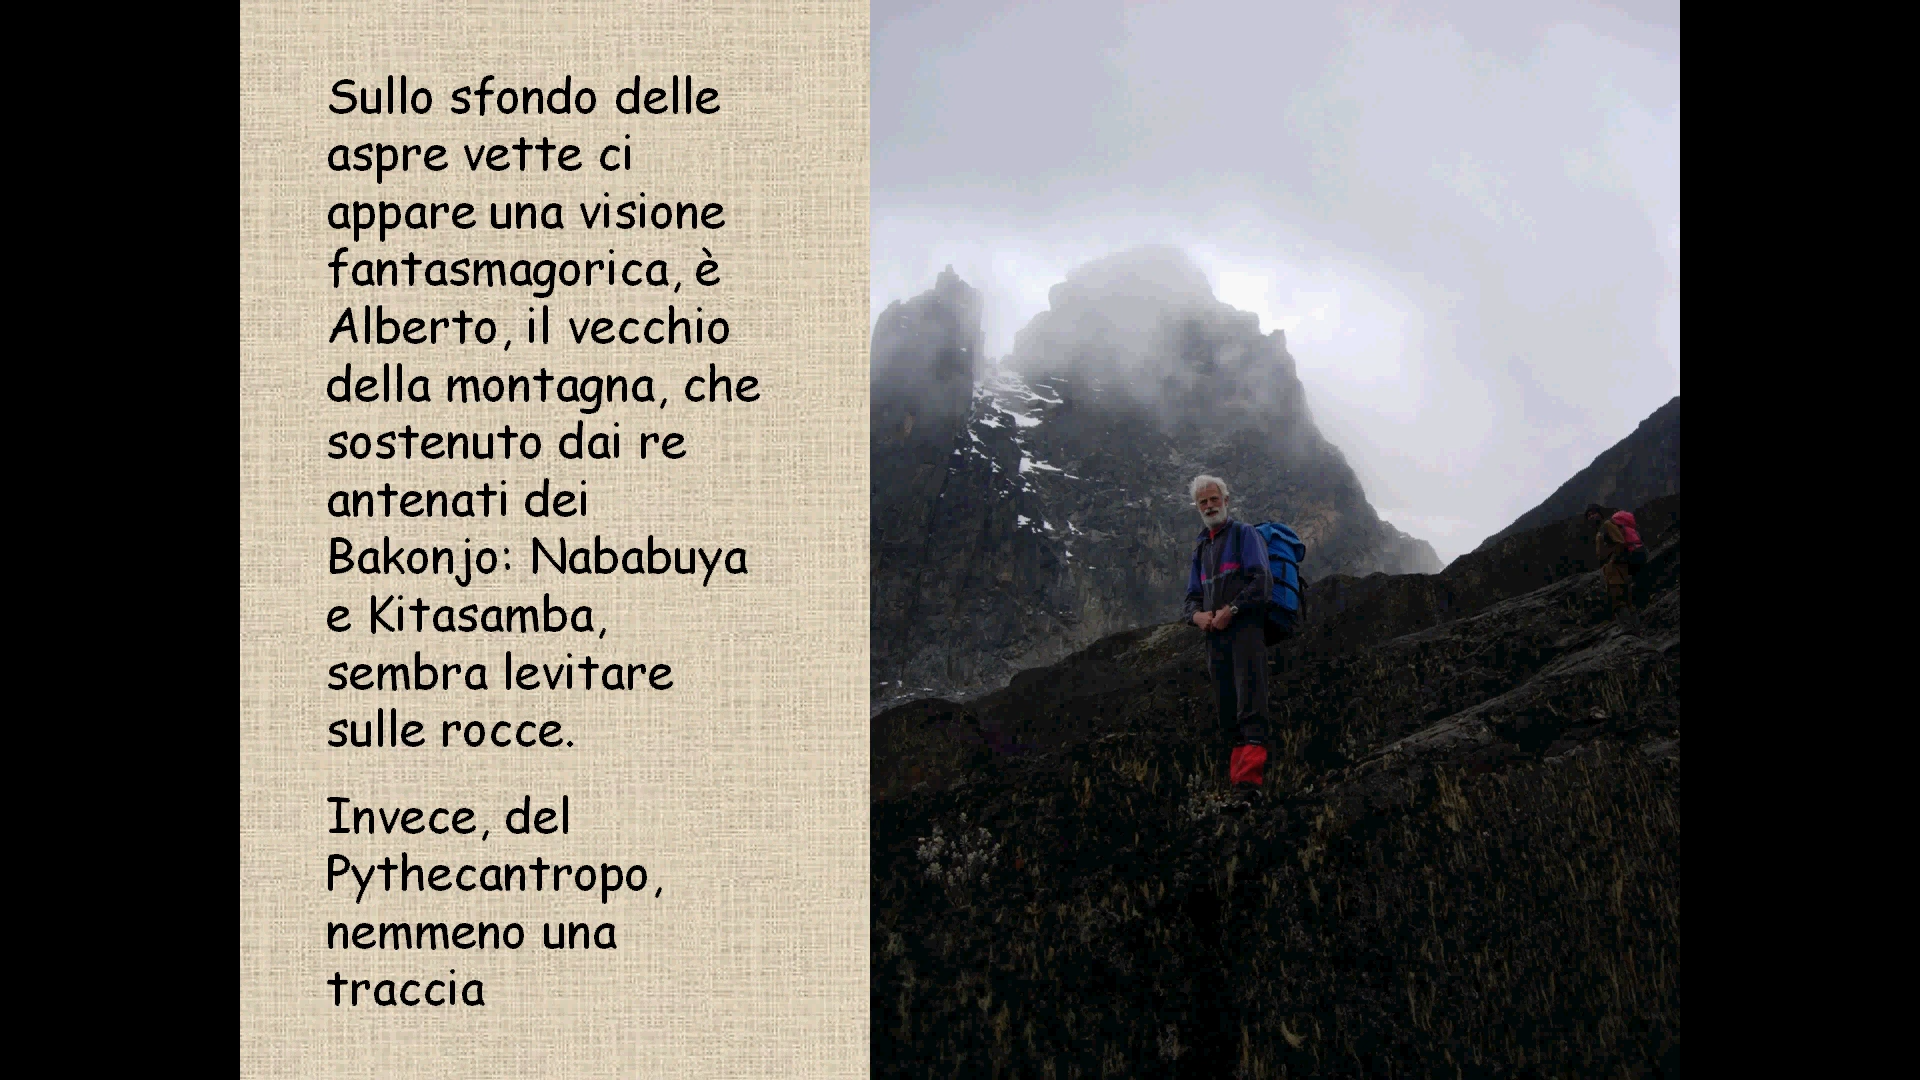 Sullo sfondo delle
aspre vette ci
appare una visione
fantasmagorica, è
Alberto, il vecchio
della montagna, che
sostenuto dai re
antenati dei
Bakonjo: Nababuya
e Kitasamba,
sembra levitare
sulle rocce.
Invece, del
Pythecantropo,
nemmeno una
traccia